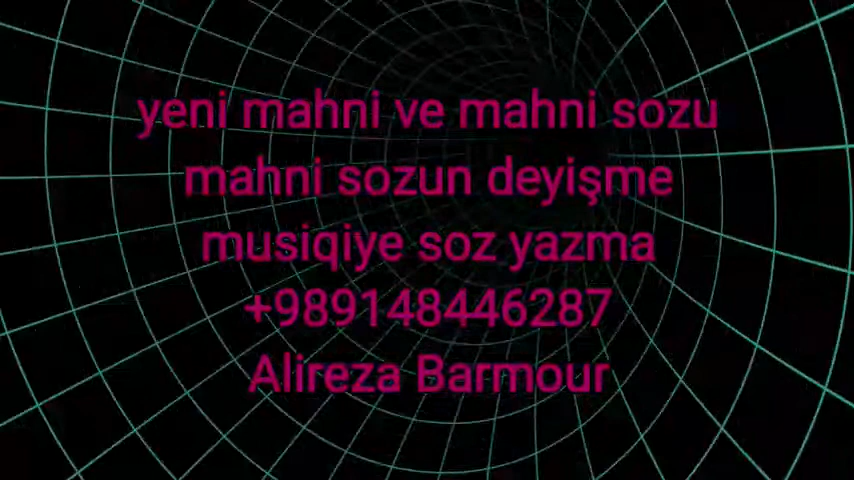 yeni mahni ve mahni sozu
mahni sozun deyişme
musiqiye soz yazma
+989148446287
Alireza Barmour